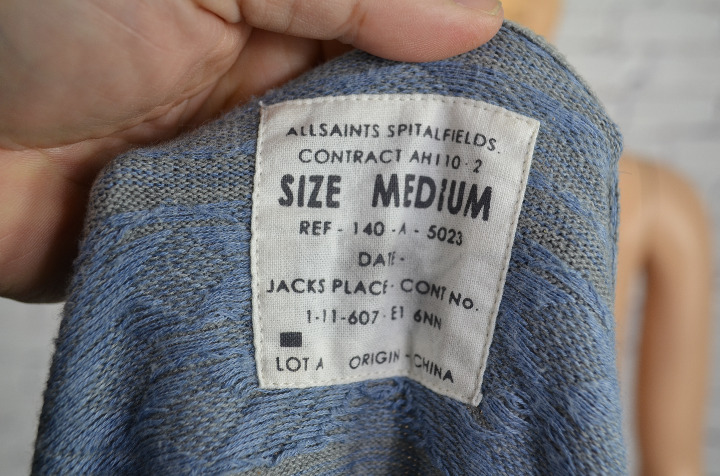 ALLSAINTS SPITALFIELDS.
CONTRACT AH110-2
SIZE MEDIUM
REF - 140 - A - 5023
DATE -
JACKS PLACE · CONT NO.
1-11-607 · E1 6NN
LOT A ORIGIN - CHINA